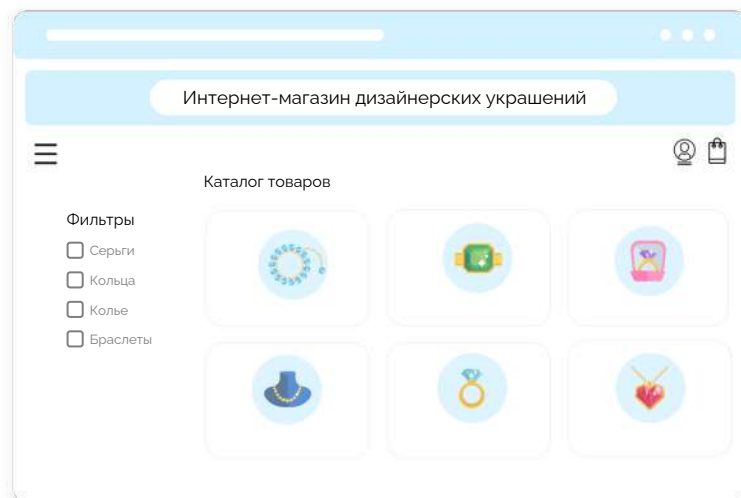 Интернет-магазин дизайнерских украшений
Каталог товаров
Фильтры
Серьги
Кольца
Колье
Браслеты